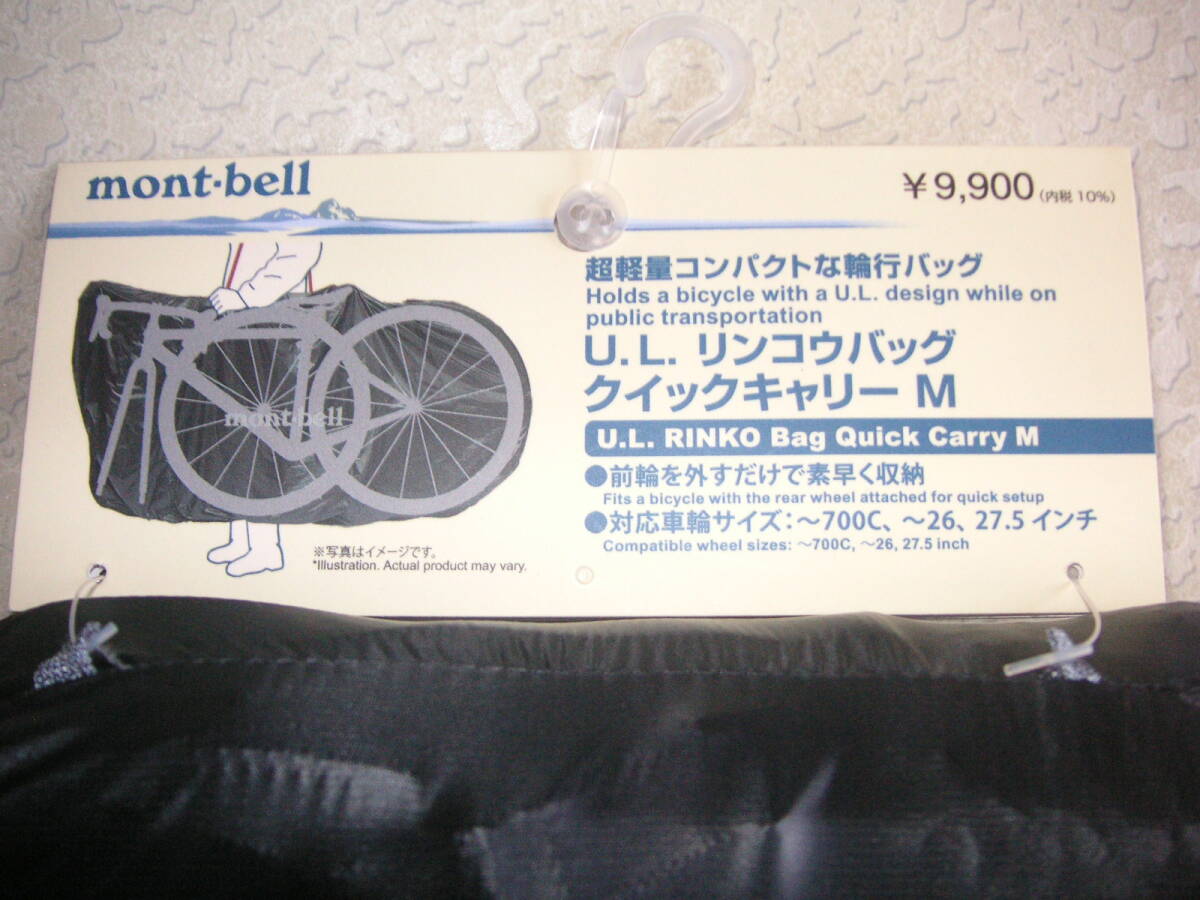 mont-bell
¥9,900 (内税 10%)
超軽量コンパクトな輪行バッグ
Holds a bicycle with a U.L. design while on
public transportation
U.L. リンコウバッグ
クイックキャリー M
U.L. RINKO Bag Quick Carry M
●前輪を外すだけで素早く収納
Fits a bicycle with the rear wheel attached for quick setup
●対応車輪サイズ:～700C、～26、27.5 インチ
Compatible wheel sizes: ～700C, ～26, 27.5 inch
mont-bell
※写真はイメージです。
*Illustration. Actual product may vary.